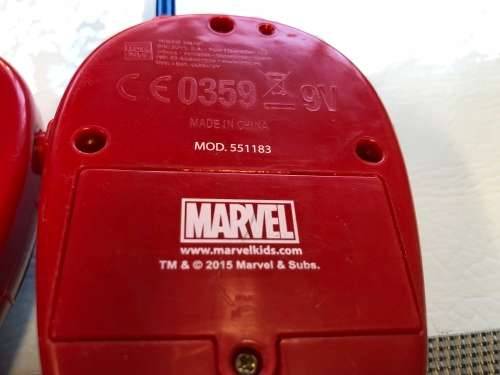 CE 0359 9V
MADE IN CHINA
MOD. 551183
MARVEL
www.marvelkids.com
TM & © 2015 Marvel & Subs.